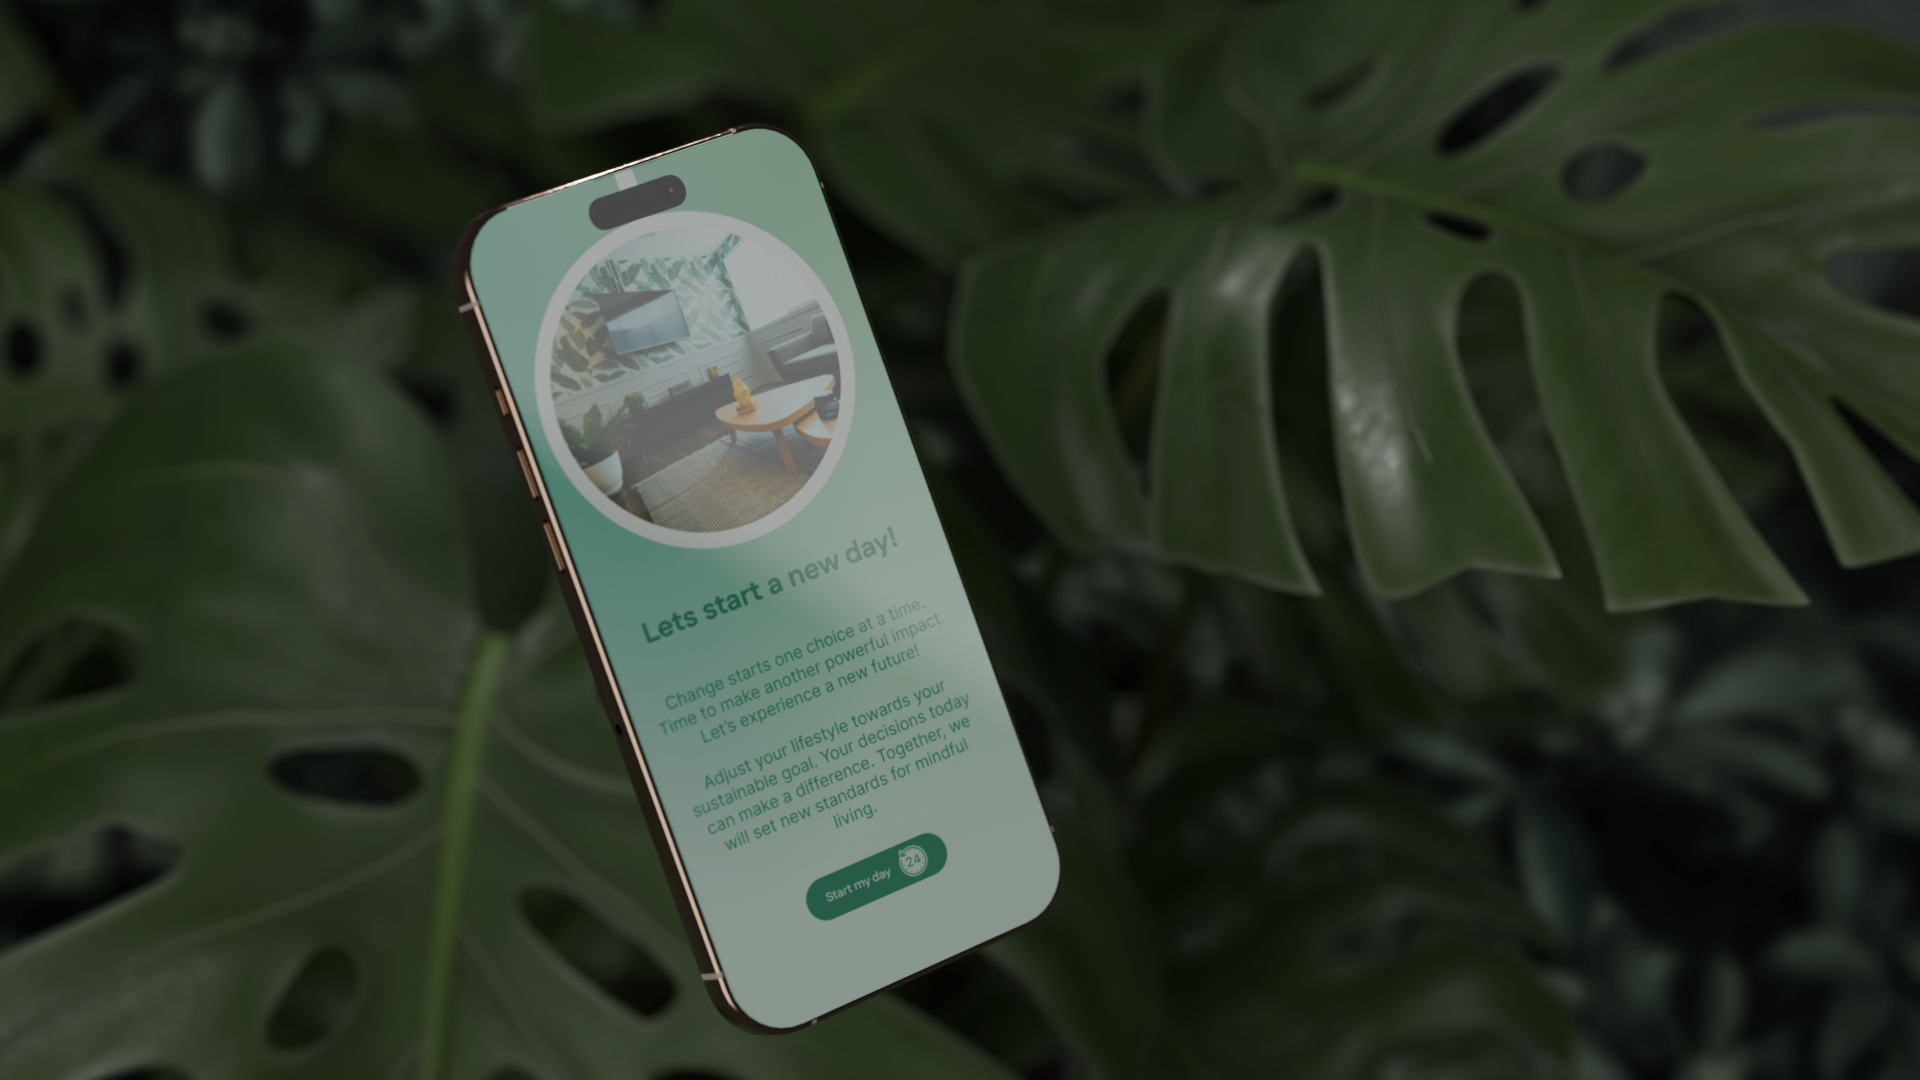 Lets start a new day!
Change starts one choice at a time.
Time to make another powerful impact.
Let's experience a new future!
Adjust your lifestyle towards your
sustainable goal. Your decisions today
can make a difference. Together, we
will set new standards for mindful
living.
Start my day
24